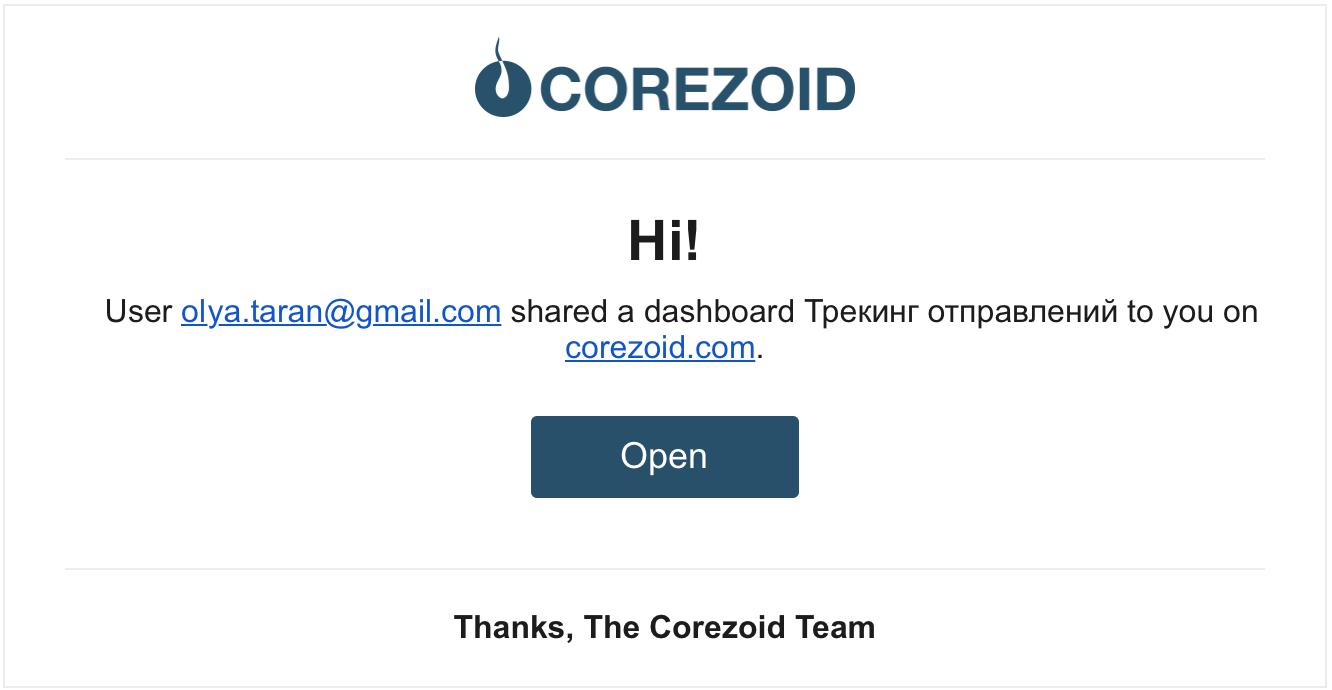 COREZOID
Hi!
User olya.taran@gmail.com shared a dashboard Трекинг отправлений to you on
corezoid.com.
Open
Thanks, The Corezoid Team